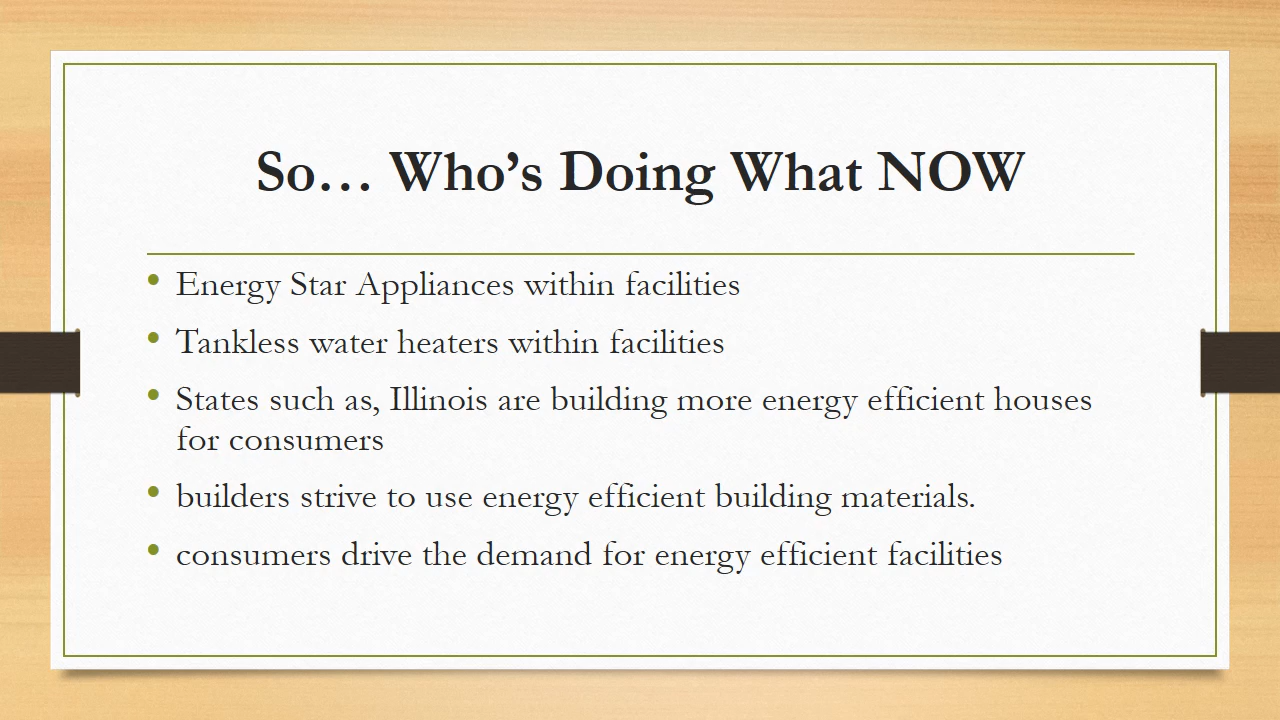 So… Who’s Doing What NOW
• Energy Star Appliances within facilities
• Tankless water heaters within facilities
• States such as, Illinois are building more energy efficient houses
for consumers
• builders strive to use energy efficient building materials.
• consumers drive the demand for energy efficient facilities